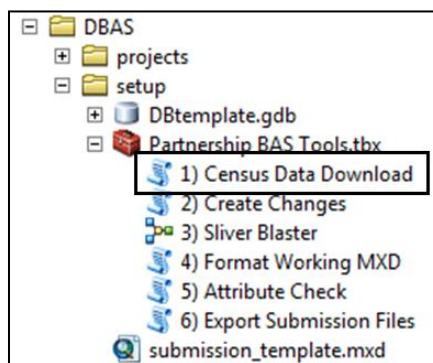 DBAS
projects
setup
DBtemplate.gdb
Partnership BAS Tools.tbx
1) Census Data Download
2) Create Changes
3) Sliver Blaster
4) Format Working MXD
5) Attribute Check
6) Export Submission Files
submission_template.mxd